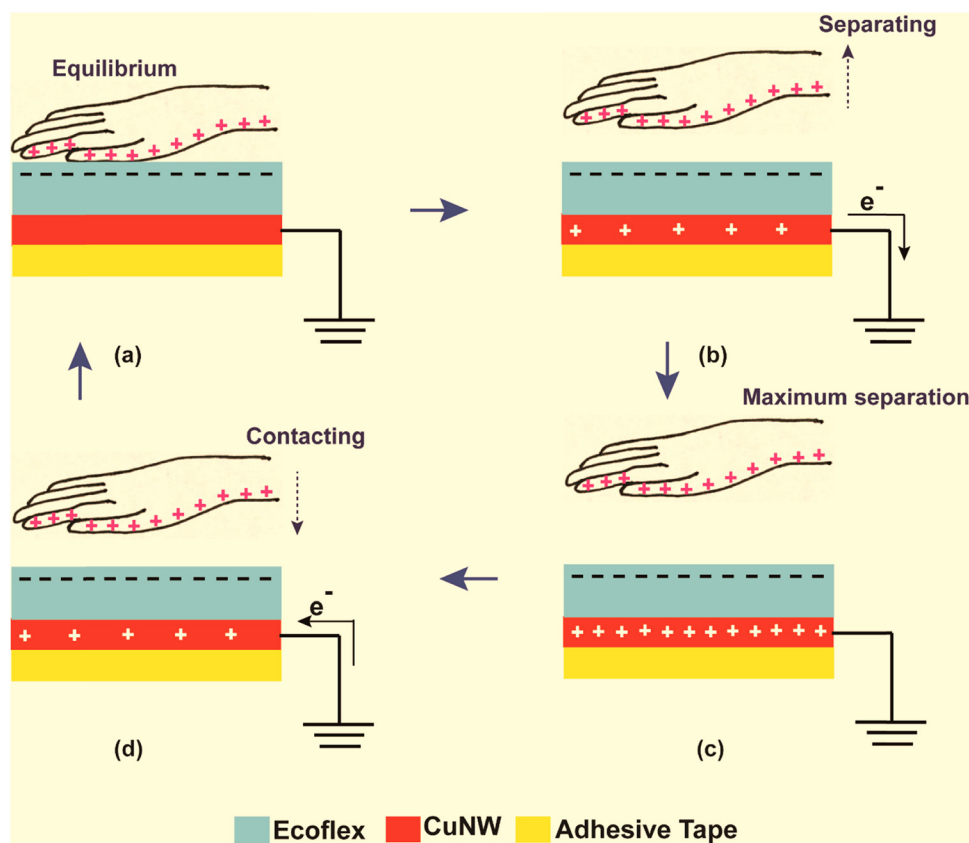 Equilibrium
(a)
Separating
e-
(b)
Maximum separation
(c)
Contacting
e-
(d)
Ecoflex CuNW Adhesive Tape